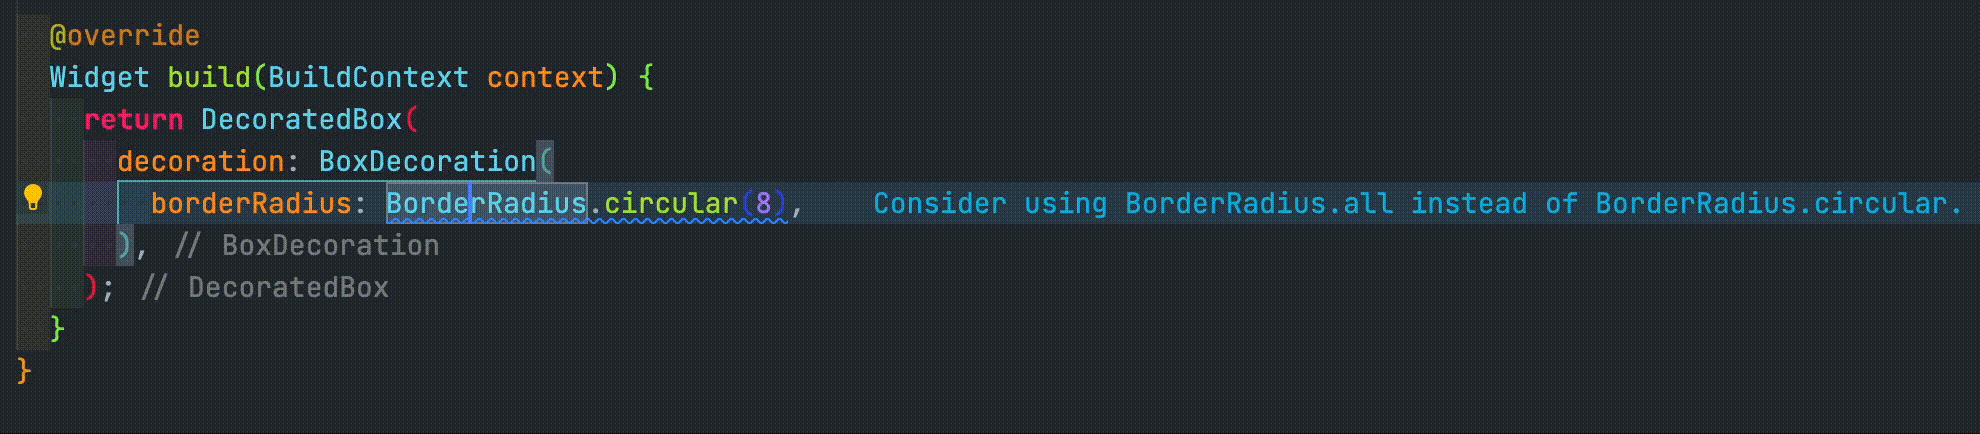 @override
Widget build(BuildContext context) {
return DecoratedBox(
decoration: BoxDecoration(
borderRadius: BorderRadius.circular(8), Consider using BorderRadius.all instead of BorderRadius.circular.
), // BoxDecoration
); // DecoratedBox
}
}